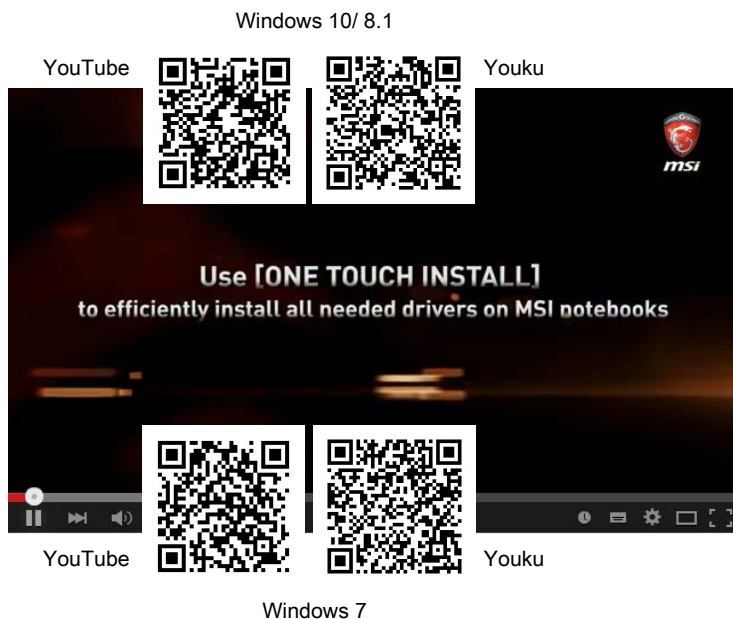 Windows 10/ 8.1
YouTube
Youku
msi
Use [ONE TOUCH INSTALL]
to efficiently install all needed drivers on MSI notebooks
YouTube
Youku
Windows 7